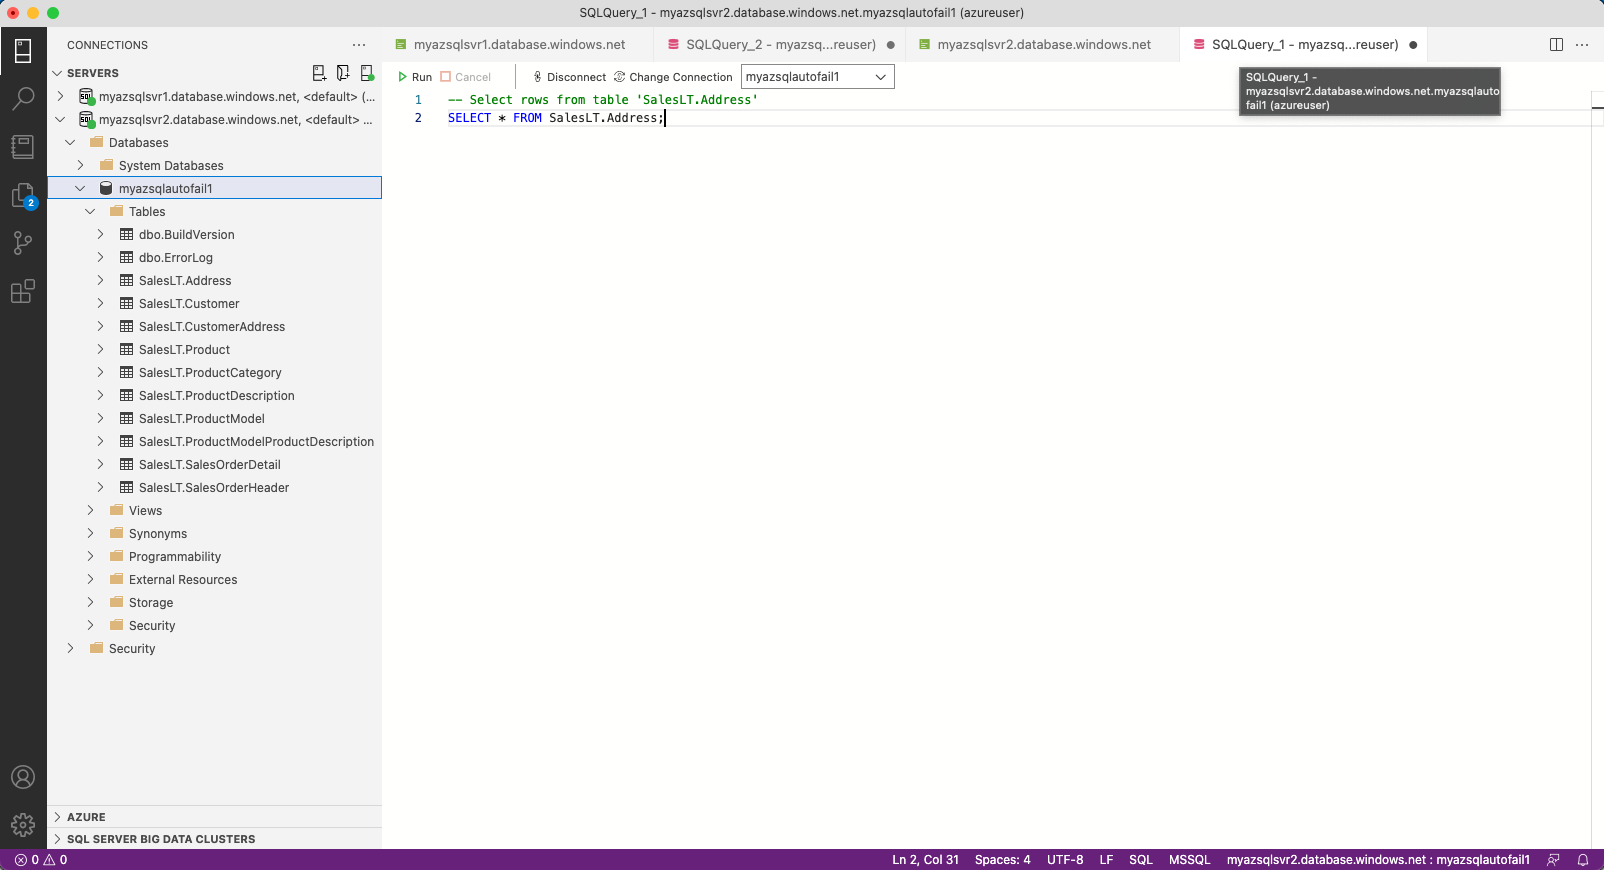 SQLQuery_1 - myazsqlsvr2.database.windows.net.myazsqlautofail1 (azureuser)
CONNECTIONS
myazsqlsvr1.database.windows.net
SQLQuery_2 - myazsq...reuser)
myazsqlsvr2.database.windows.net
SQLQuery_1 - myazsq...reuser)
SERVERS
myazsqlsvr1.database.windows.net, <default> (...
myazsqlsvr2.database.windows.net, <default> ...
Databases
System Databases
myazsqlautofail1
Tables
dbo.BuildVersion
dbo.ErrorLog
SalesLT.Address
SalesLT.Customer
SalesLT.CustomerAddress
SalesLT.Product
SalesLT.ProductCategory
SalesLT.ProductDescription
SalesLT.ProductModel
SalesLT.ProductModelProductDescription
SalesLT.SalesOrderDetail
SalesLT.SalesOrderHeader
Views
Synonyms
Programmability
External Resources
Storage
Security
Security
2
AZURE
SQL SERVER BIG DATA CLUSTERS
Run Cancel Disconnect Change Connection myazsqlautofail1
1 -- Select rows from table 'SalesLT.Address'
2 SELECT * FROM SalesLT.Address;
SQLQuery_1 -
myazsqlsvr2.database.windows.net.myazsqlauto
fail1 (azureuser)
0 0 Ln 2, Col 31 Spaces: 4 UTF-8 LF SQL MSSQL myazsqlsvr2.database.windows.net : myazsqlautofail1